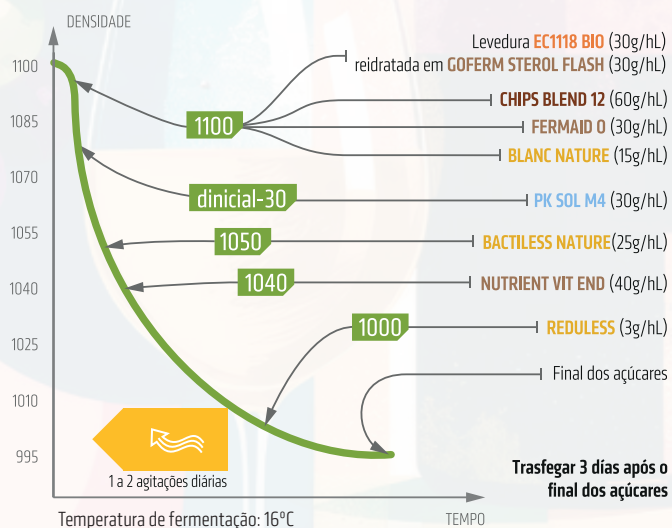 DENSIDADE
1100
1085
1070
1055
1040
1025
1010
995
Levedura EC1118 BIO (30g/hL)
reidratada em GOFERM STEROL FLASH (30g/hL)
1100
CHIPS BLEND 12 (60g/hL)
FERMAID O (30g/hL)
BLANC NATURE (15g/hL)
dinicial-30
PK SOL M4 (30g/hL)
1050
BACTILESS NATURE(25g/hL)
1040
NUTRIENT VIT END (40g/hL)
1000
REDULESS (3g/hL)
Final dos açúcares
1 a 2 agitações diárias
Trasfegar 3 días após o
final dos açúcares
Temperatura de fermentação: 16ºC
TEMPO